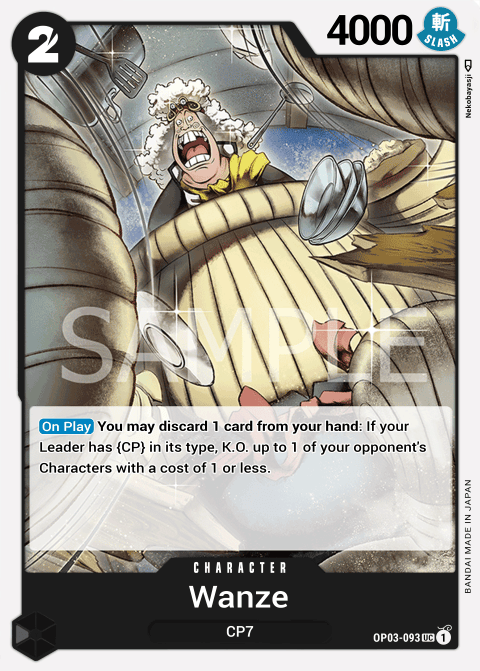 2
4000
斬
SLASH
Nekobayasji
SAMPLE
On Play You may discard 1 card from your hand: If your
Leader has {CP} in its type, K.O. up to 1 of your opponent's
Characters with a cost of 1 or less.
BANDAI MADE IN JAPAN
CHARACTER
Wanze
CP7
OP03-093 UC 1